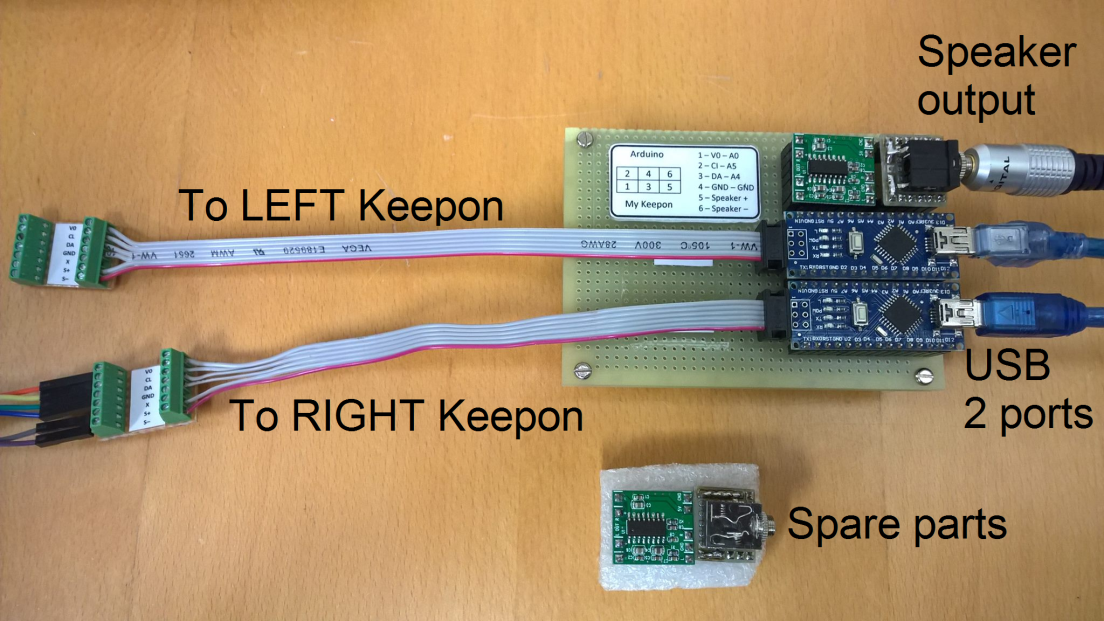 Speaker
output
To LEFT Keepon
To RIGHT Keepon
USB
2 ports
Spare parts
Arduino
2 4 6
1 3 5
My Keepon
1 – V0 – A0
2 – Cl – A5
3 – DA – A4
4 – GND – GND
5 – Speaker +
6 – Speaker –
V0
CL
DA
GND
X
S+
S–
VW-1 2651 AWM E189529 VEGA 28AWG 300V 105°C VW-1
V0
CL
DA
GND
X
S+
S–